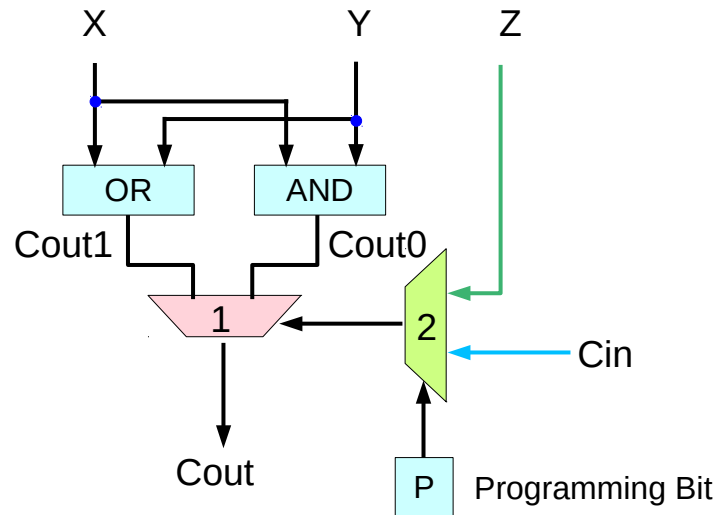 X Y Z
OR AND
Cout1 Cout0
1 2
Cin
Cout
P Programming Bit